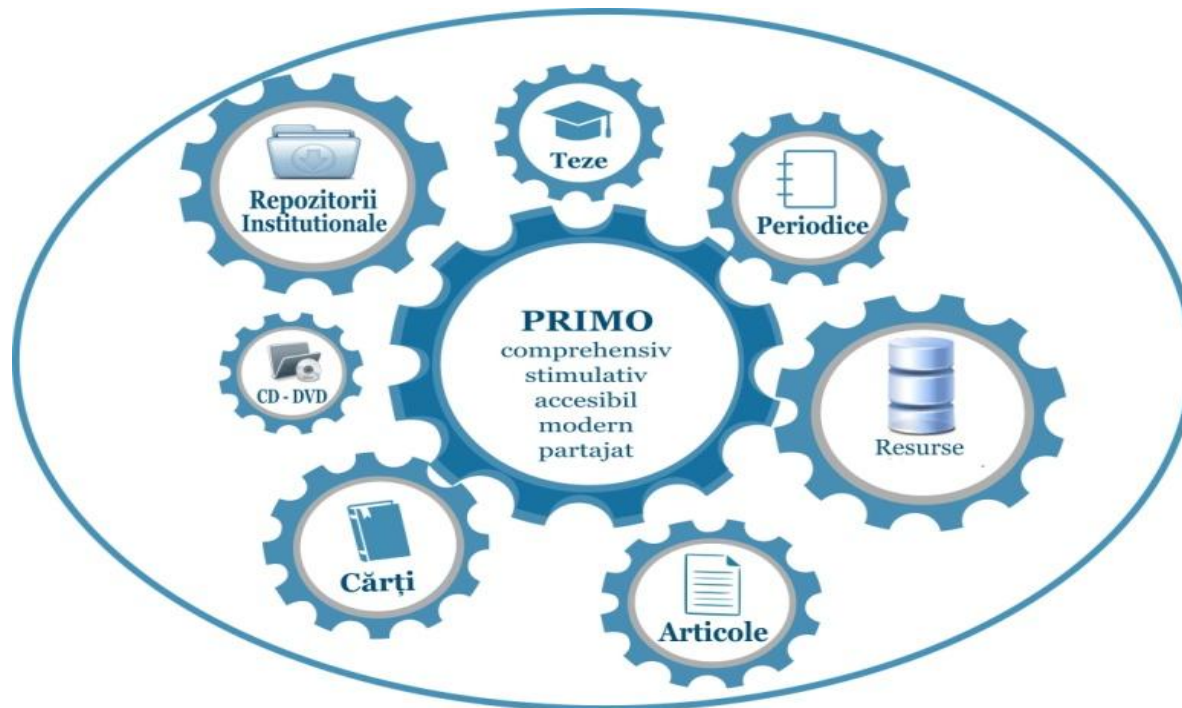 Teze
Repozitorii
Institutionale
Periodice
PRIMO
comprehensiv
stimulativ
accesibil
modern
partajat
CD - DVD
Resurse
Cărți
Articole